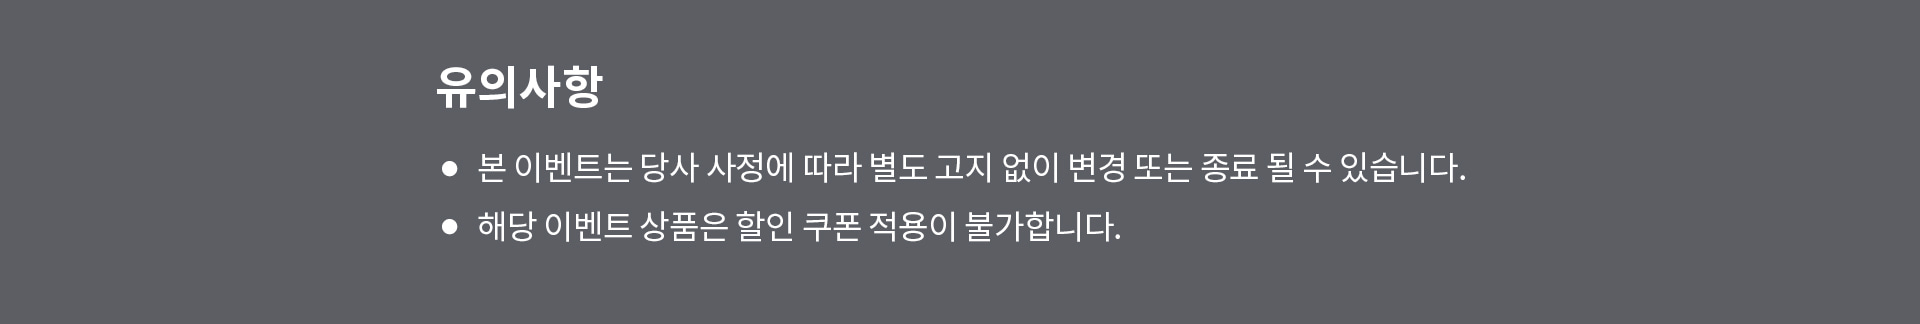 유의사항
● 본 이벤트는 당사 사정에 따라 별도 고지 없이 변경 또는 종료 될 수 있습니다.
● 해당 이벤트 상품은 할인 쿠폰 적용이 불가합니다.